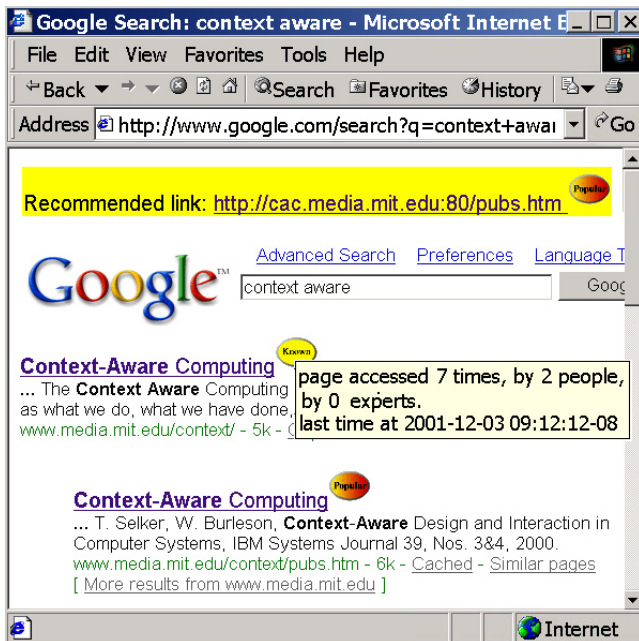 Google Search: context aware - Microsoft Internet E
File Edit View Favorites Tools Help
Back Search Favorites History
Address http://www.google.com/search?q=context+awar Go
Recommended link: http://cac.media.mit.edu:80/pubs.htm Popular
Advanced Search Preferences Language T
Google™ context aware Goog
Context-Aware Computing Known
... The Context Aware Computing
as what we do, what we have done,
www.media.mit.edu/context/ - 5k -
page accessed 7 times, by 2 people,
by 0 experts.
last time at 2001-12-03 09:12:12-08
Context-Aware Computing Popular
... T. Selker, W. Burleson, Context-Aware Design and Interaction in
Computer Systems, IBM Systems Journal 39, Nos. 3&4, 2000.
www.media.mit.edu/context/pubs.htm - 6k - Cached - Similar pages
[ More results from www.media.mit.edu ]
Internet